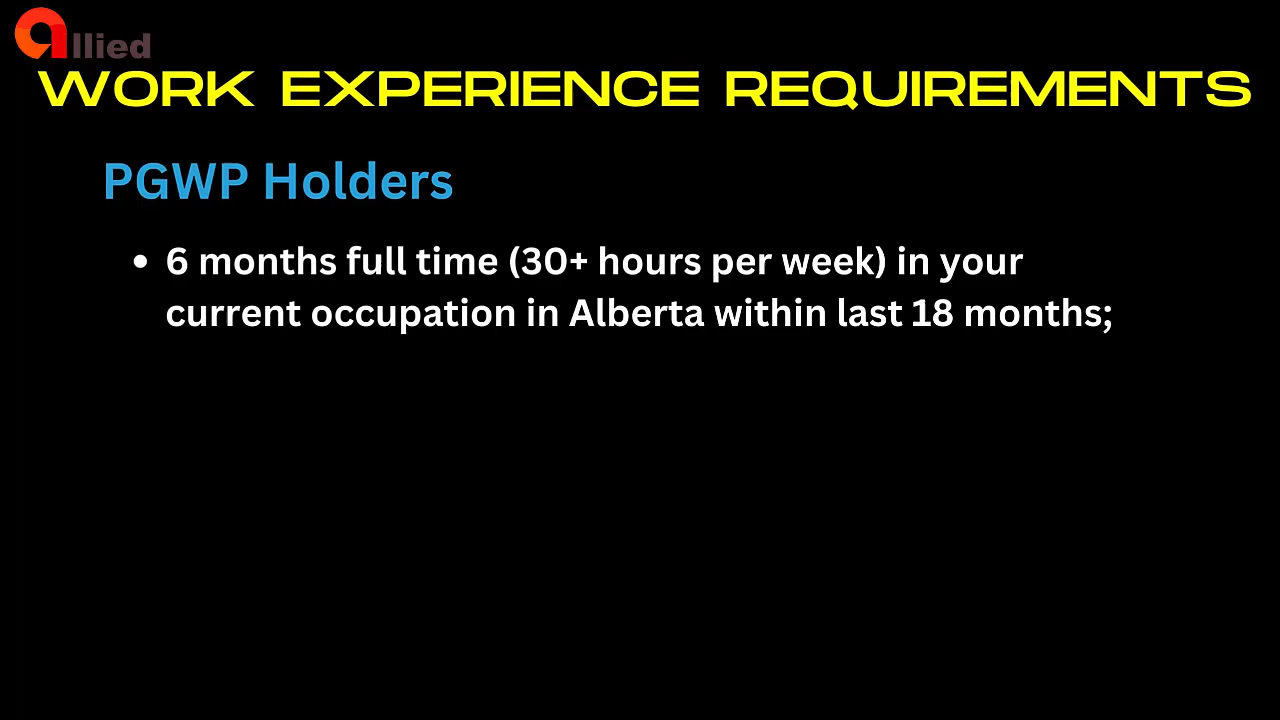 allied
WORK EXPERIENCE REQUIREMENTS
PGWP Holders
• 6 months full time (30+ hours per week) in your
current occupation in Alberta within last 18 months;